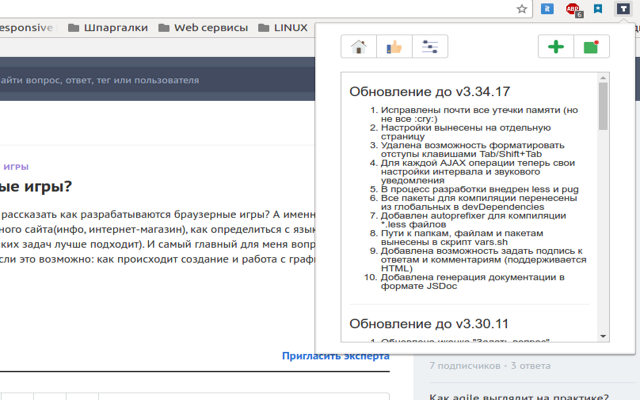 esponsive
Шпаргалки
Web сервисы
LINUX
ABP
6
T
айти вопрос, ответ, тег или пользователя
ИГРЫ
ые игры?
рассказать как разрабатываются браузерные игры? А именн
ного сайта(инфо, интернет-магазин), как определиться с язык
ких задач лучше подходит). И самый главный для меня вопр
сли это возможно: как происходит создание и работа с граф
Пригласить эксперта
Обновление до v3.34.17
1. Исправлены почти все утечки памяти (но
не все :cry:)
2. Настройки вынесены на отдельную
страницу
3. Удалена возможность форматировать
отступы клавишами Tab/Shift+Tab
4. Для каждой AJAX операции теперь свои
настройки интервала и звукового
уведомления
5. В процесс разработки внедрен less и pug
6. Все пакеты для компиляции перенесены
из глобальных в devDependencies
7. Добавлен autoprefixer для компиляции
*.less файлов
8. Пути к папкам, файлам и пакетам
вынесены в скрипт vars.sh
9. Добавлена возможность задать подпись к
ответам и комментариям (поддерживается
HTML)
10. Добавлена генерация документации в
формате JSDoc
Обновление до v3.30.11
1. Обновлена иконка "Задать вопрос"
7 подписчиков · 3 ответа
Как agile выглядит на практике?